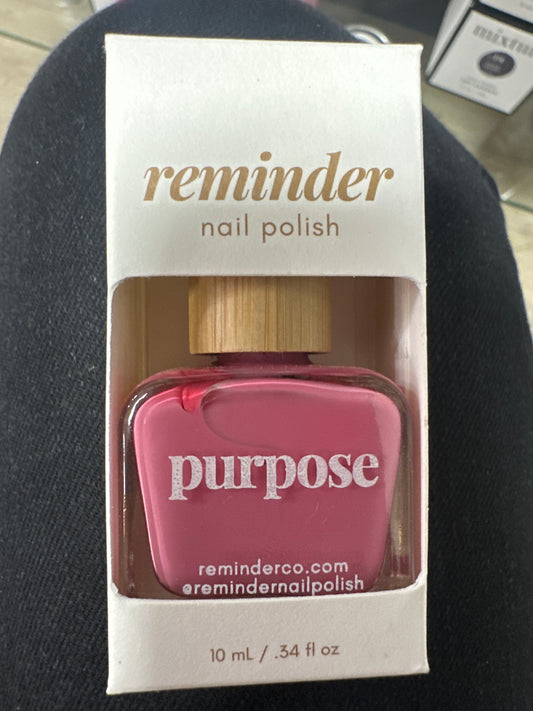 reminder
nail polish
purpose
reminderco.com
@remindernailpolish
10 mL / .34 fl oz